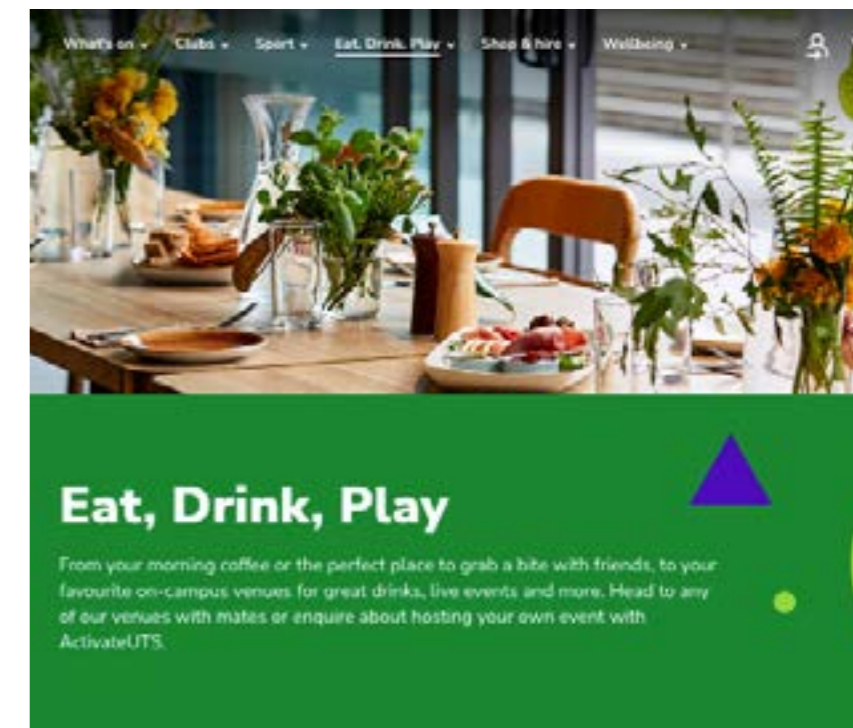 What's on Clubs Sport Eat, Drink, Play Shop & hire Wellbeing
Eat, Drink, Play
From your morning coffee or the perfect place to grab a bite with friends, to your
favourite on-campus venues for great drinks, live events and more. Head to any
of our venues with mates or enquire about hosting your own event with
ActivateUTS.